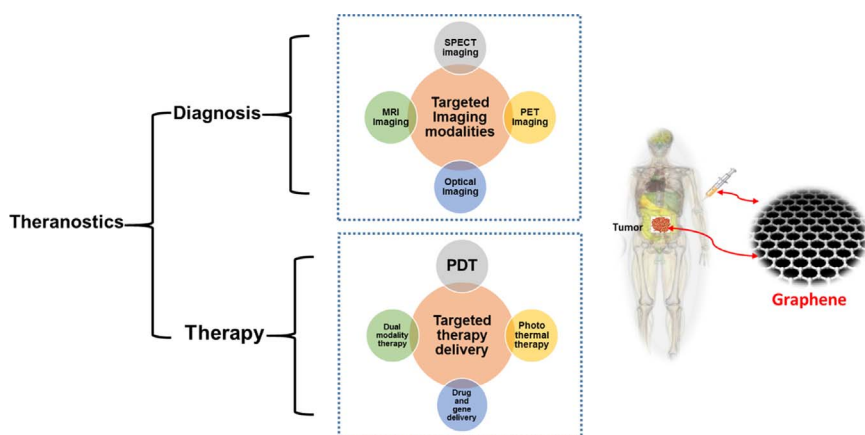 Theranostics
Diagnosis
SPECT
imaging
MRI
Imaging
Targeted
Imaging
modalities
PET
Imaging
Optical
Imaging
Therapy
PDT
Dual
modality
therapy
Targeted
therapy
delivery
Photo
thermal
therapy
Drug
and
gene
delivery
Tumor
Graphene